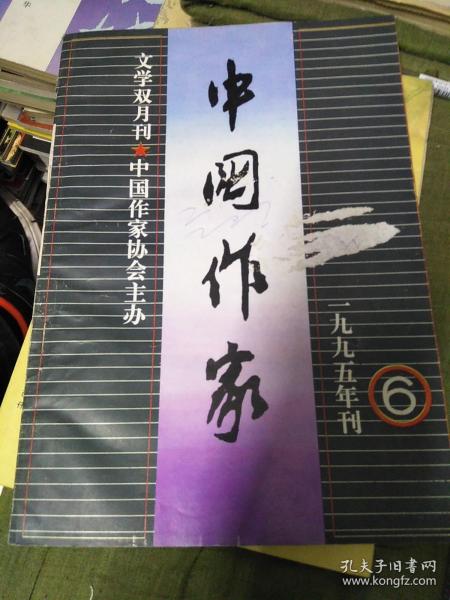 文学双月刊★中国作家协会主办
中国作家
一九九五年刊
6
华
孔夫子旧书网
www.kongfz.com